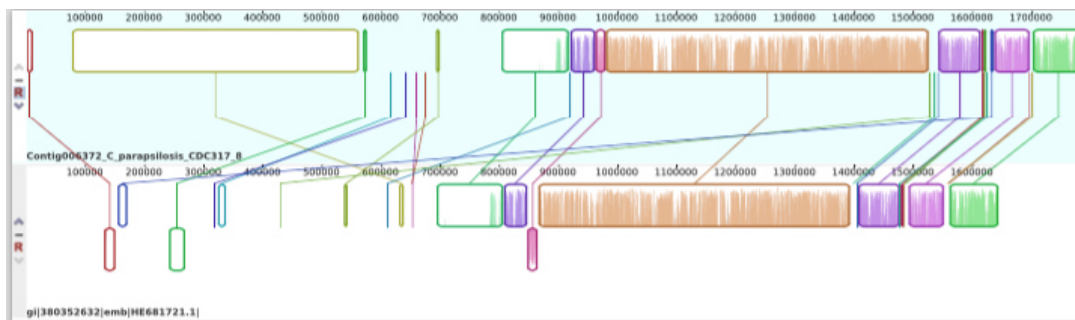 100000 200000 300000 400000 500000 600000 700000 800000 900000 1000000 1100000 1200000 1300000 1400000 1500000 1600000 1700000
R
Contig006372_C_parapsilosis_CDC317_8
100000 200000 300000 400000 500000 600000 700000 800000 900000 1000000 1100000 1200000 1300000 1400000 1500000 1600000
R
gi|380352632|emb|HE681721.1|